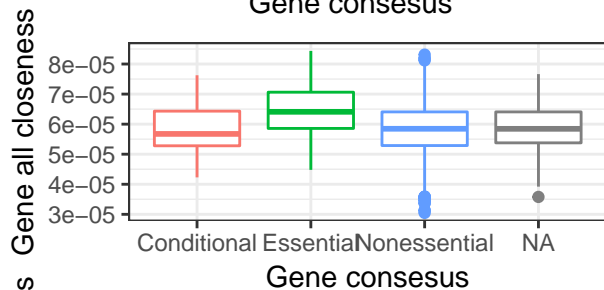 Gene consesus
Gene all closeness
8e−05
7e−05
6e−05
5e−05
4e−05
3e−05
Conditional Essential Nonessential NA
Gene consesus
s